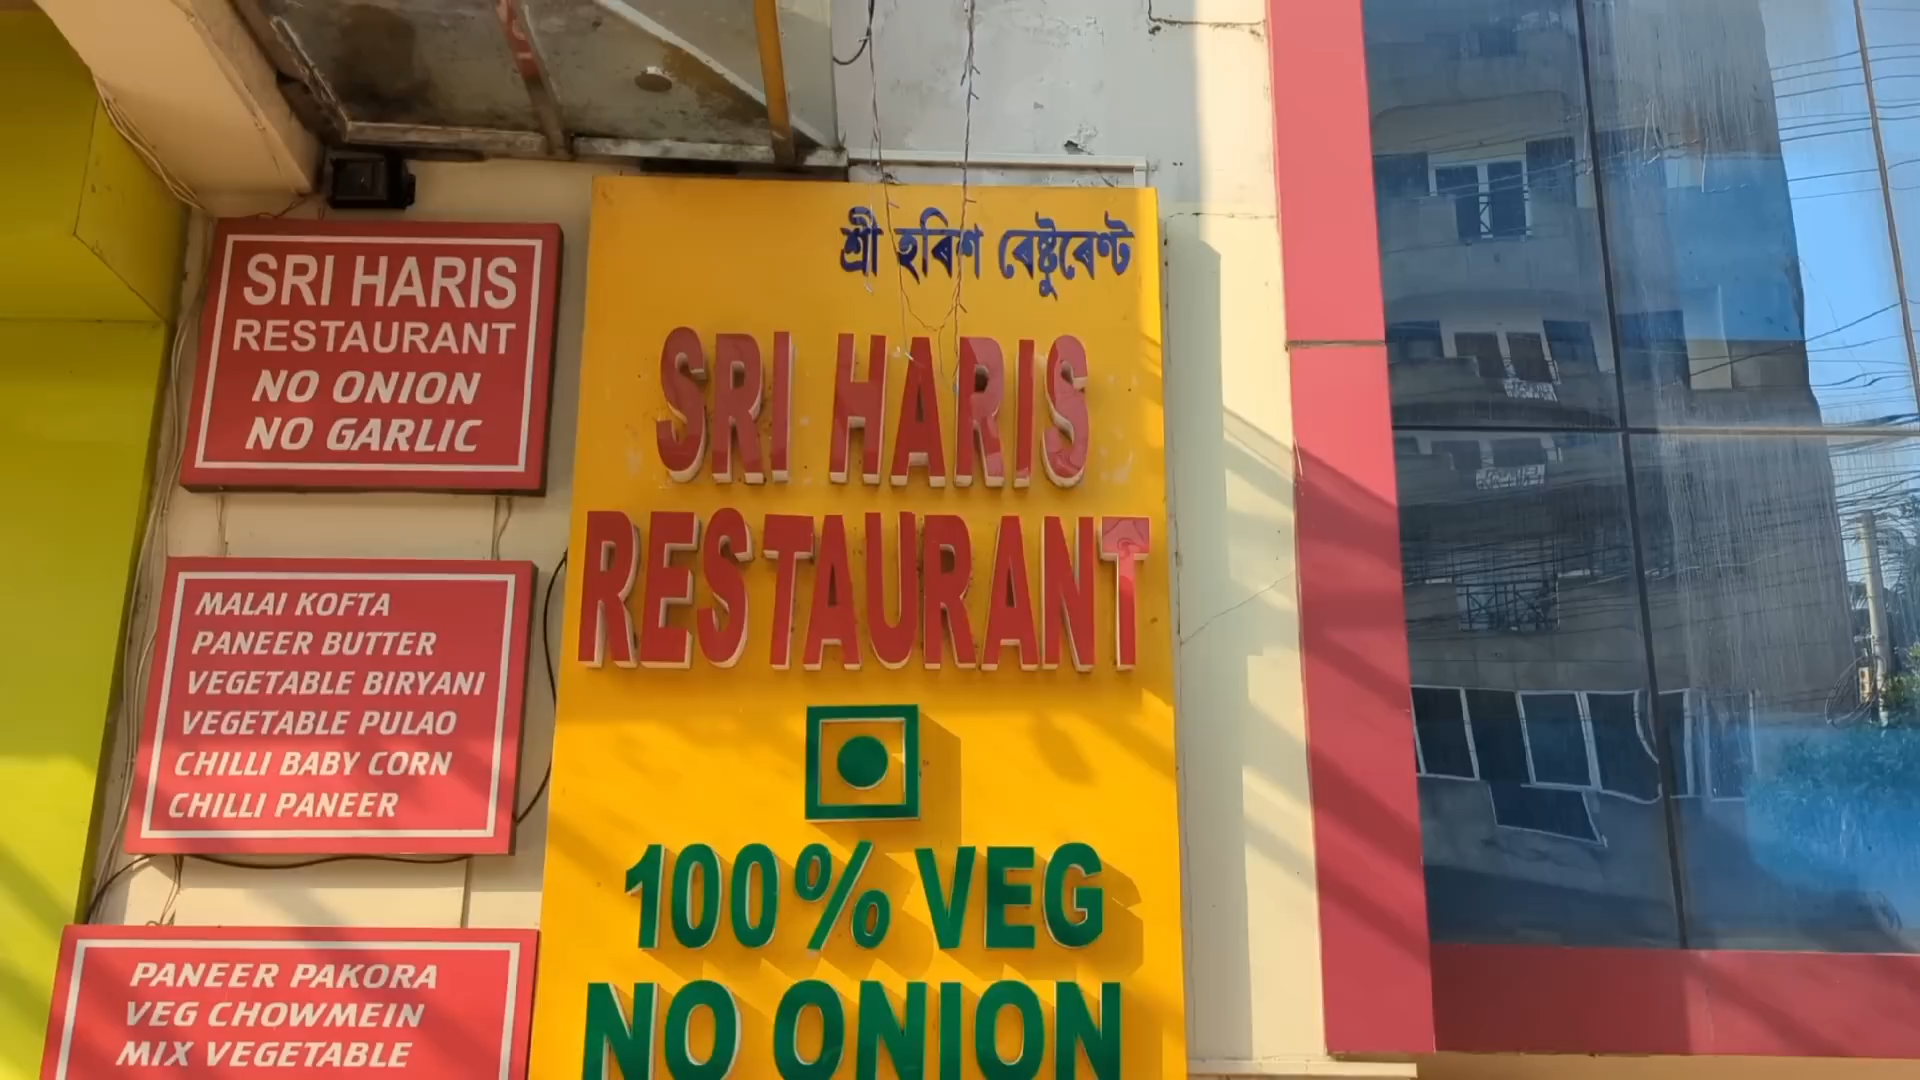 SRI HARIS
RESTAURANT
NO ONION
NO GARLIC
MALAI KOFTA
PANEER BUTTER
VEGETABLE BIRYANI
VEGETABLE PULAO
CHILLI BABY CORN
CHILLI PANEER
PANEER PAKORA
VEG CHOWMEIN
MIX VEGETABLE
শ্ৰী হৰিশ ৰেষ্টুৰেণ্ট
SRI HARIS
RESTAURANT
100% VEG
NO ONION